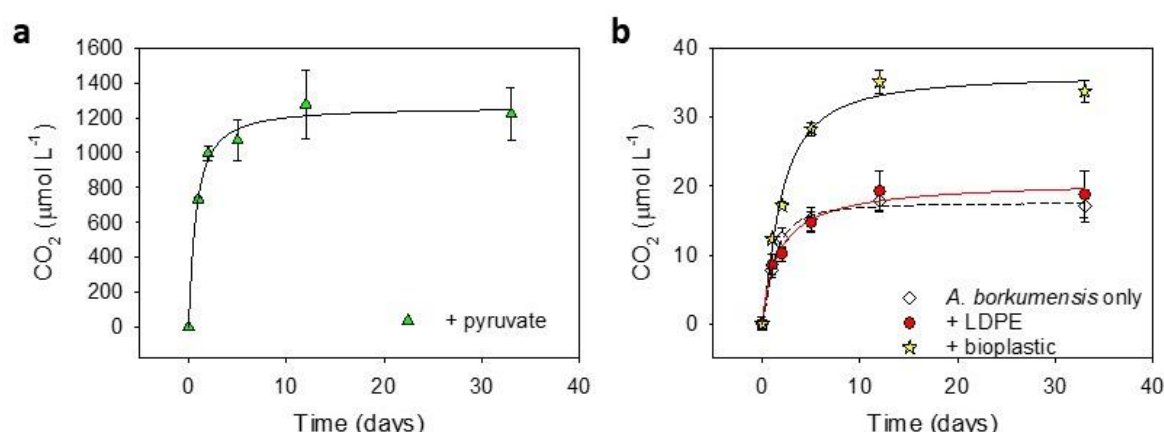 a
1600
1400
1200
1000
800
600
400
200
0
CO₂ (µmol L⁻¹)
+ pyruvate
0 10 20 30 40
Time (days)
b
40
30
20
10
0
CO₂ (µmol L⁻¹)
A. borkumensis only
+ LDPE
+ bioplastic
0 10 20 30 40
Time (days)